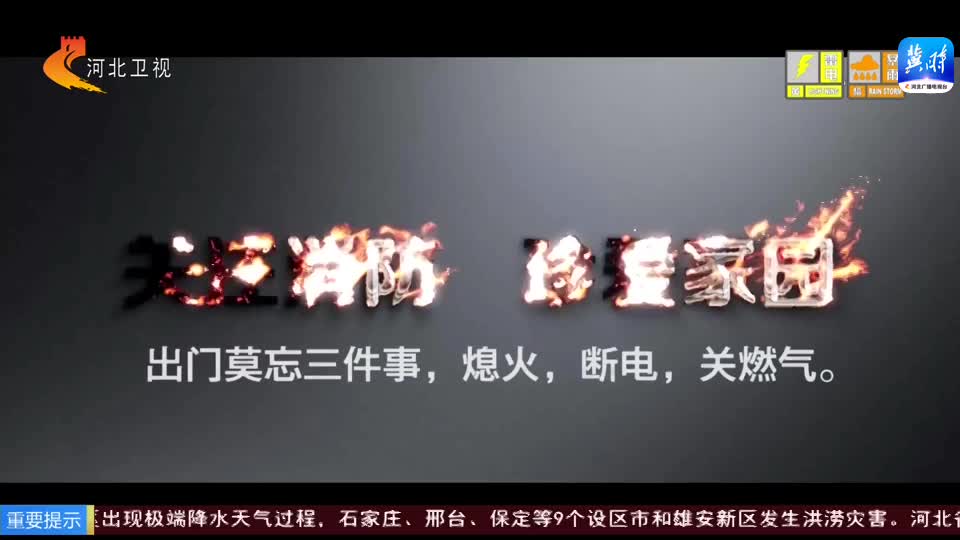 河北卫视
雷电
黄 LIGHTNING
暴雨
RAIN STORM
冀时
河北广播电视台
关注消防 珍爱家园
出门莫忘三件事，熄火，断电，关燃气。
重要提示
出现极端降水天气过程，石家庄、邢台、保定等9个设区市和雄安新区发生洪涝灾害。河北省